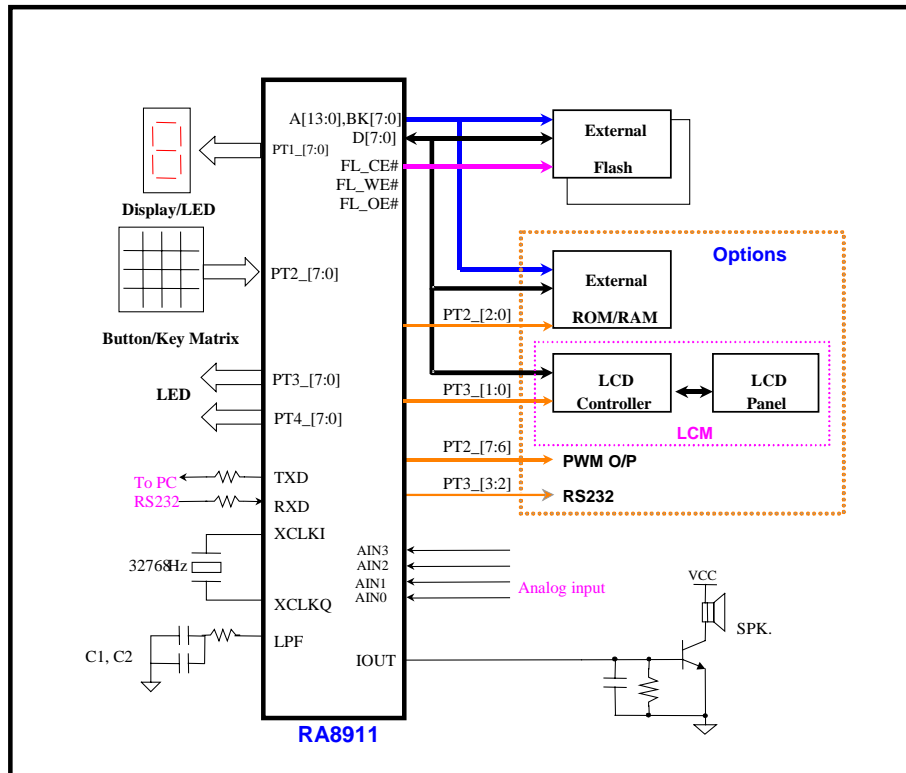 A[13:0],BK[7:0]
D[7:0]
PT1_[7:0]
FL_CE#
FL_WE#
FL_OE#
External
Flash
Display/LED
Options
PT2_[7:0]
External
ROM/RAM
PT2_[2:0]
Button/Key Matrix
PT3_[7:0]
LED
PT4_[7:0]
PT3_[1:0]
LCD
Controller
LCD
Panel
LCM
PT2_[7:6]
PWM O/P
PT3_[3:2]
RS232
To PC
RS232
TXD
RXD
XCLKI
32768Hz
XCLKQ
AIN3
AIN2
AIN1
AIN0
Analog input
VCC
SPK.
LPF
C1, C2
IOUT
RA8911